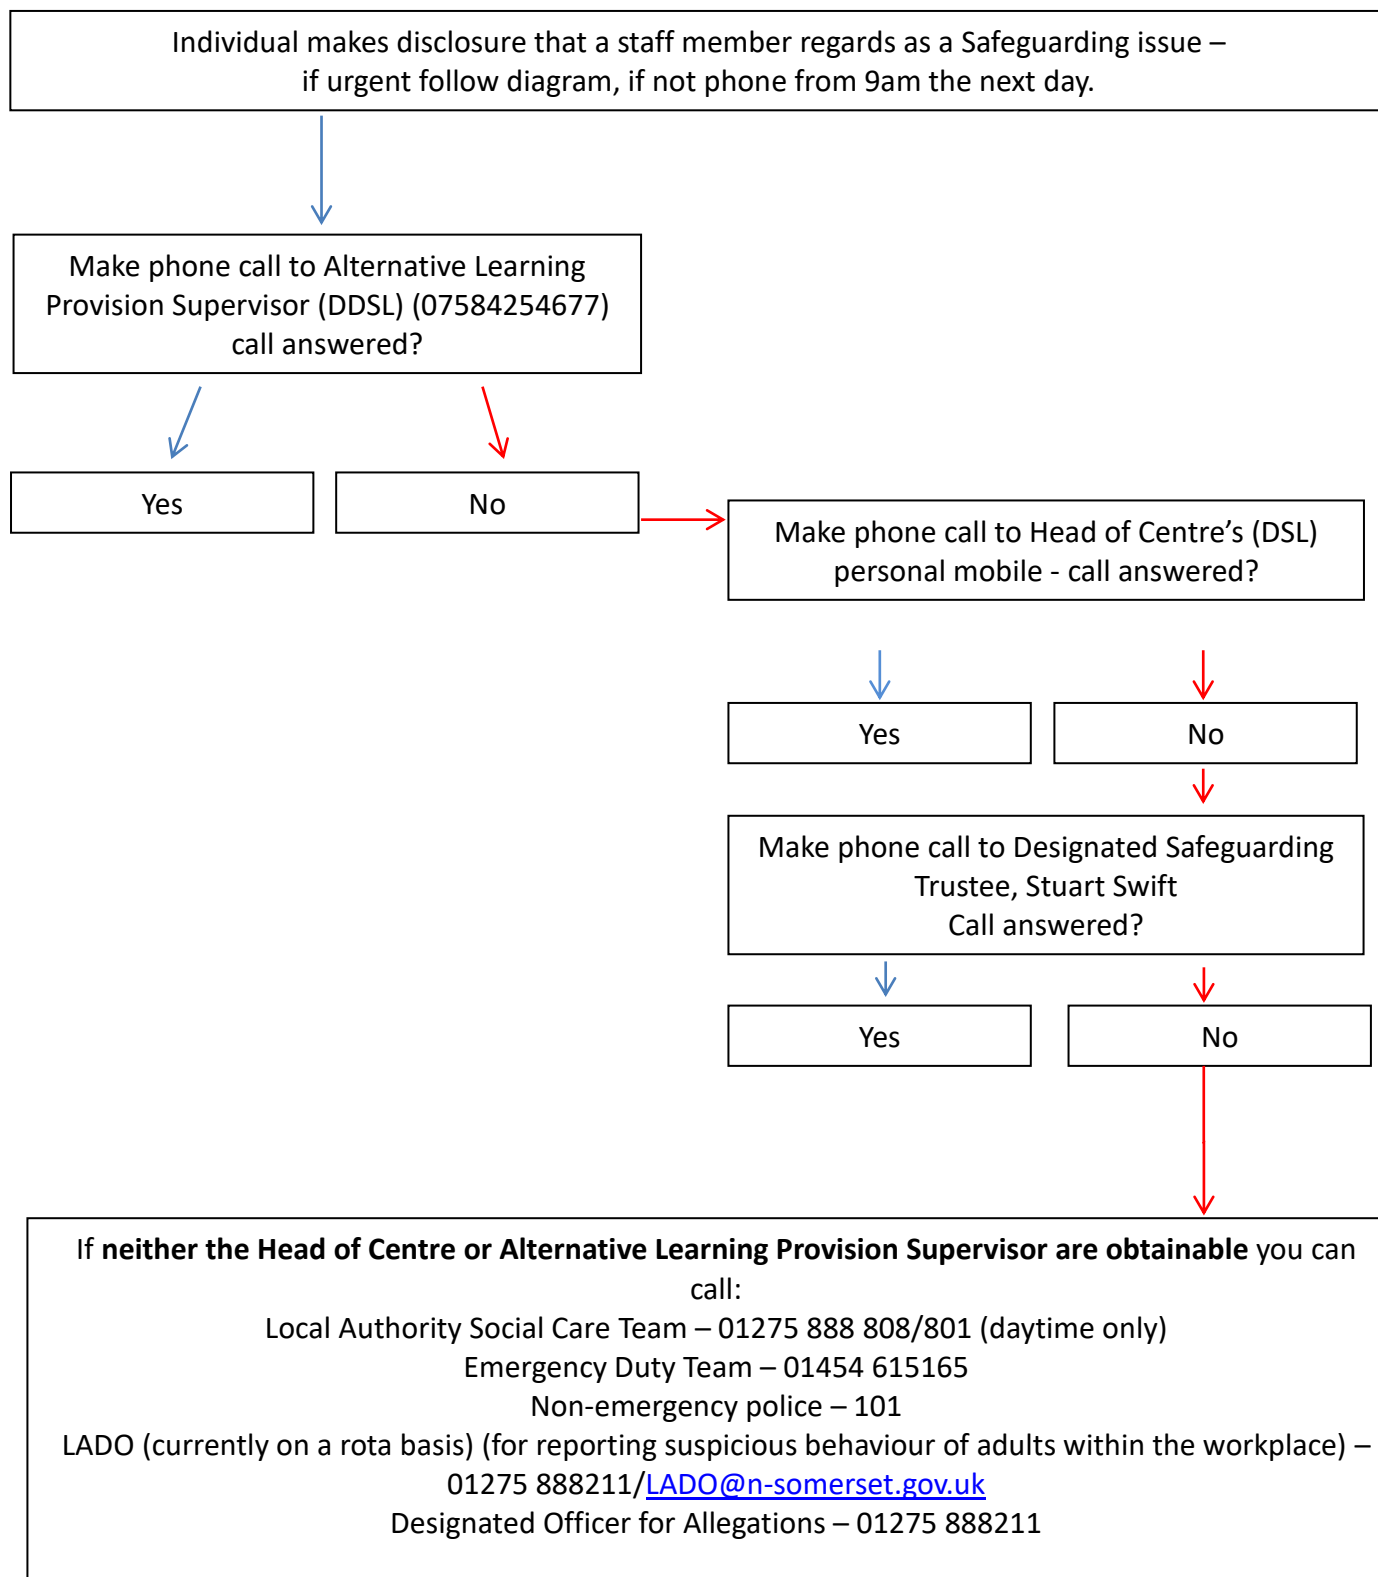 Individual makes disclosure that a staff member regards as a Safeguarding issue –
if urgent follow diagram, if not phone from 9am the next day.
Make phone call to Alternative Learning
Provision Supervisor (DDSL) (07584254677)
call answered?
Yes
No
Make phone call to Head of Centre’s (DSL)
personal mobile - call answered?
Yes
No
Make phone call to Designated Safeguarding
Trustee, Stuart Swift
Call answered?
Yes
No
If neither the Head of Centre or Alternative Learning Provision Supervisor are obtainable you can
call:
Local Authority Social Care Team – 01275 888 808/801 (daytime only)
Emergency Duty Team – 01454 615165
Non-emergency police – 101
LADO (currently on a rota basis) (for reporting suspicious behaviour of adults within the workplace) –
01275 888211/LADO@n-somerset.gov.uk
Designated Officer for Allegations – 01275 888211